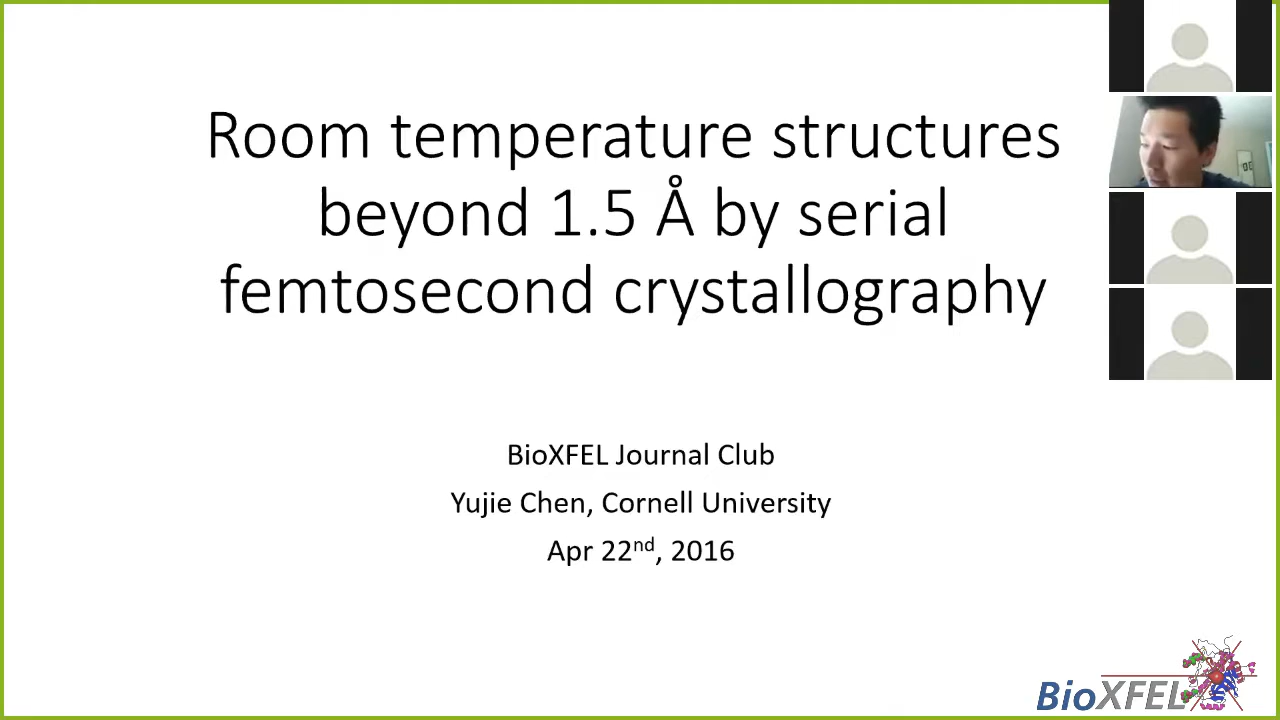 Room temperature structures
beyond 1.5 Å by serial
femtosecond crystallography
BioXFEL Journal Club
Yujie Chen, Cornell University
Apr 22nd, 2016
BioXFEL